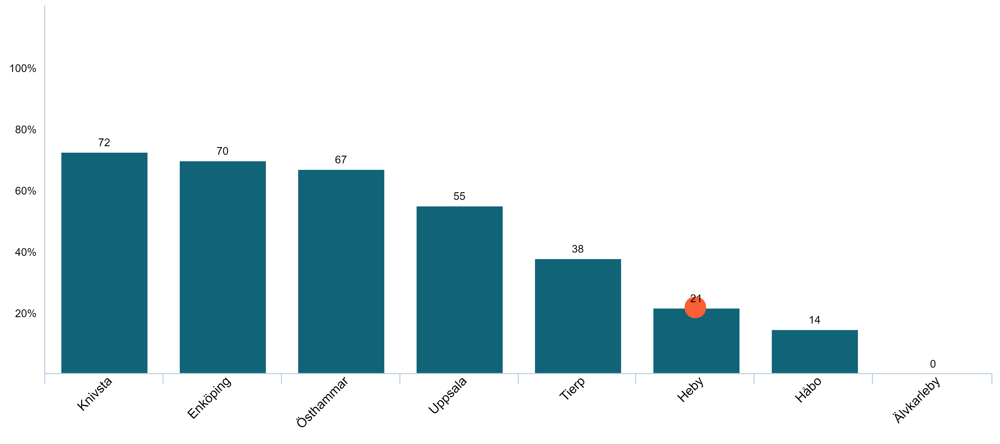 100%
80%
60%
40%
20%
72
70
67
55
38
21
14
0
Knivsta
Enköping
Östhammar
Uppsala
Tierp
Heby
Håbo
Älvkarleby